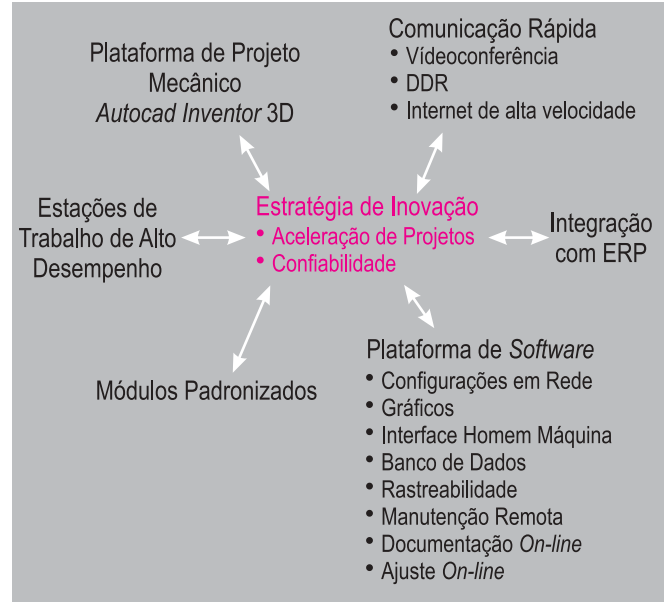 Plataforma de Projeto
Mecânico
Autocad Inventor 3D
Comunicação Rápida
• Vídeoconferência
• DDR
• Internet de alta velocidade
Estações de
Trabalho de Alto
Desempenho
Estratégia de Inovação
• Aceleração de Projetos
• Confiabilidade
Integração
com ERP
Módulos Padronizados
Plataforma de Software
• Configurações em Rede
• Gráficos
• Interface Homem Máquina
• Banco de Dados
• Rastreabilidade
• Manutenção Remota
• Documentação On-line
• Ajuste On-line